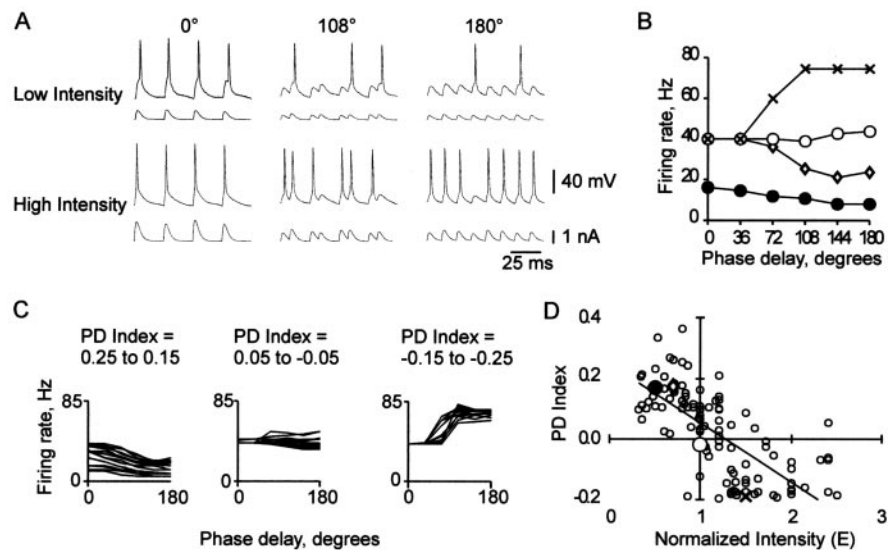 A
0°
108°
180°
Low Intensity
High Intensity
40 mV
1 nA
25 ms
B
Firing rate, Hz
80
60
40
20
0
0 36 72 108 144 180
Phase delay, degrees
C
PD Index =
0.25 to 0.15
PD Index =
0.05 to -0.05
PD Index =
-0.15 to -0.25
Firing rate, Hz
85
0
0 180
85
0
0 180
85
0
0 180
Phase delay, degrees
D
PD Index
0.4
0.2
0.0
-0.2
0 1 2 3
Normalized Intensity (E)